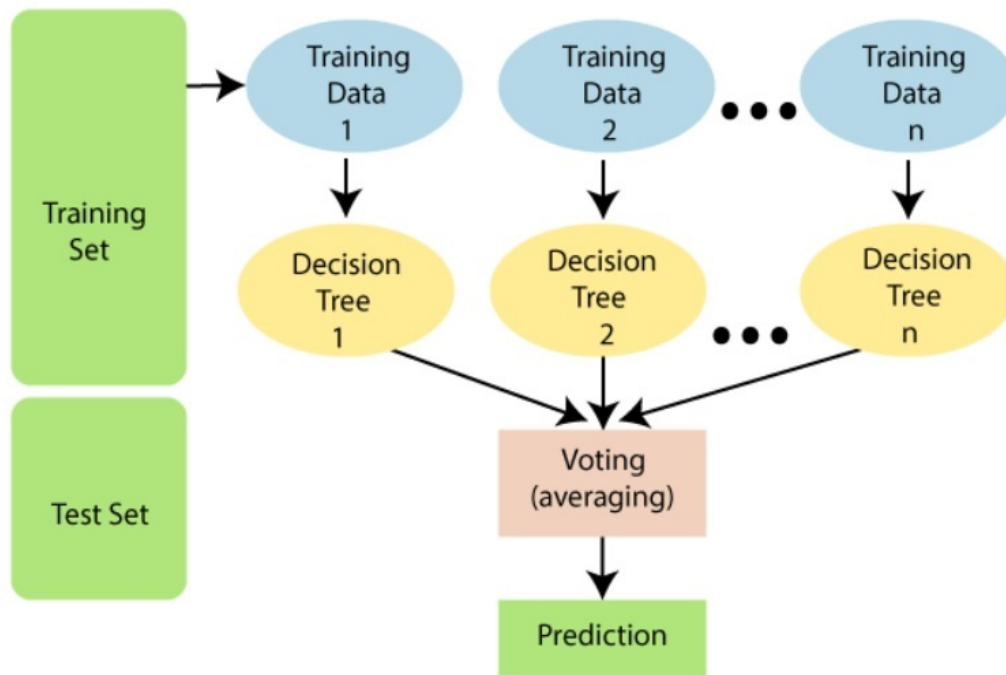 Training
Set
Test Set
Training
Data
1
Training
Data
2
Training
Data
n
Decision
Tree
1
Decision
Tree
2
Decision
Tree
n
Voting
(averaging)
Prediction